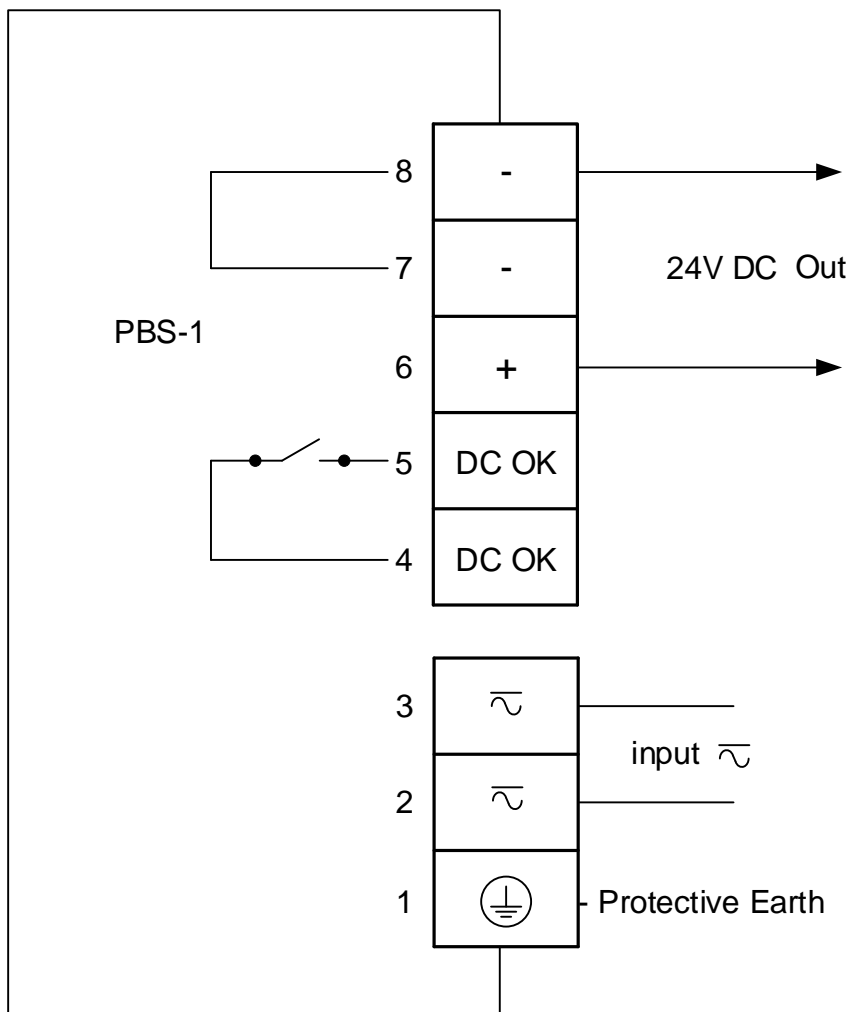 8 -
7 - 24V DC Out
PBS-1
6 +
5 DC OK
4 DC OK
3
input
2
1 - Protective Earth